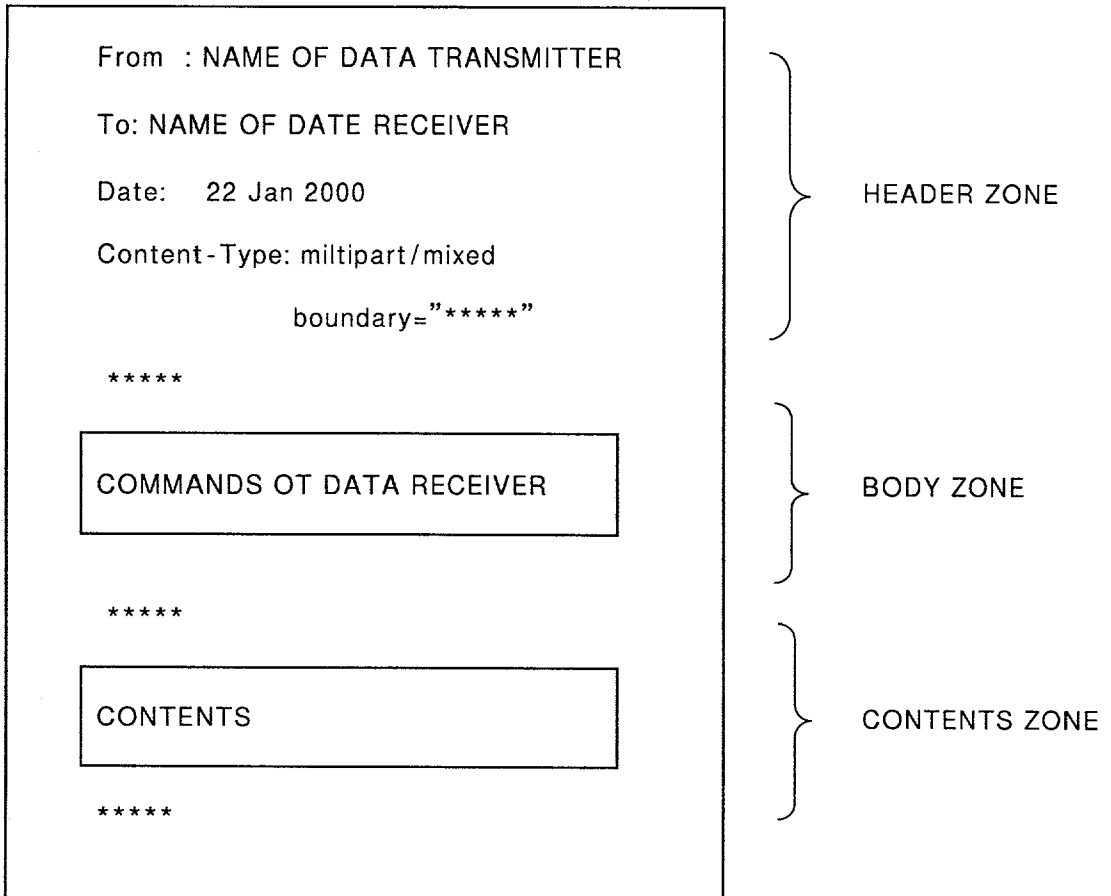 From : NAME OF DATA TRANSMITTER
To: NAME OF DATE RECEIVER
Date: 22 Jan 2000
HEADER ZONE
Content-Type: miltipart/mixed
boundary="*****"
*****
COMMANDS OT DATA RECEIVER
BODY ZONE
*****
CONTENTS
CONTENTS ZONE
*****